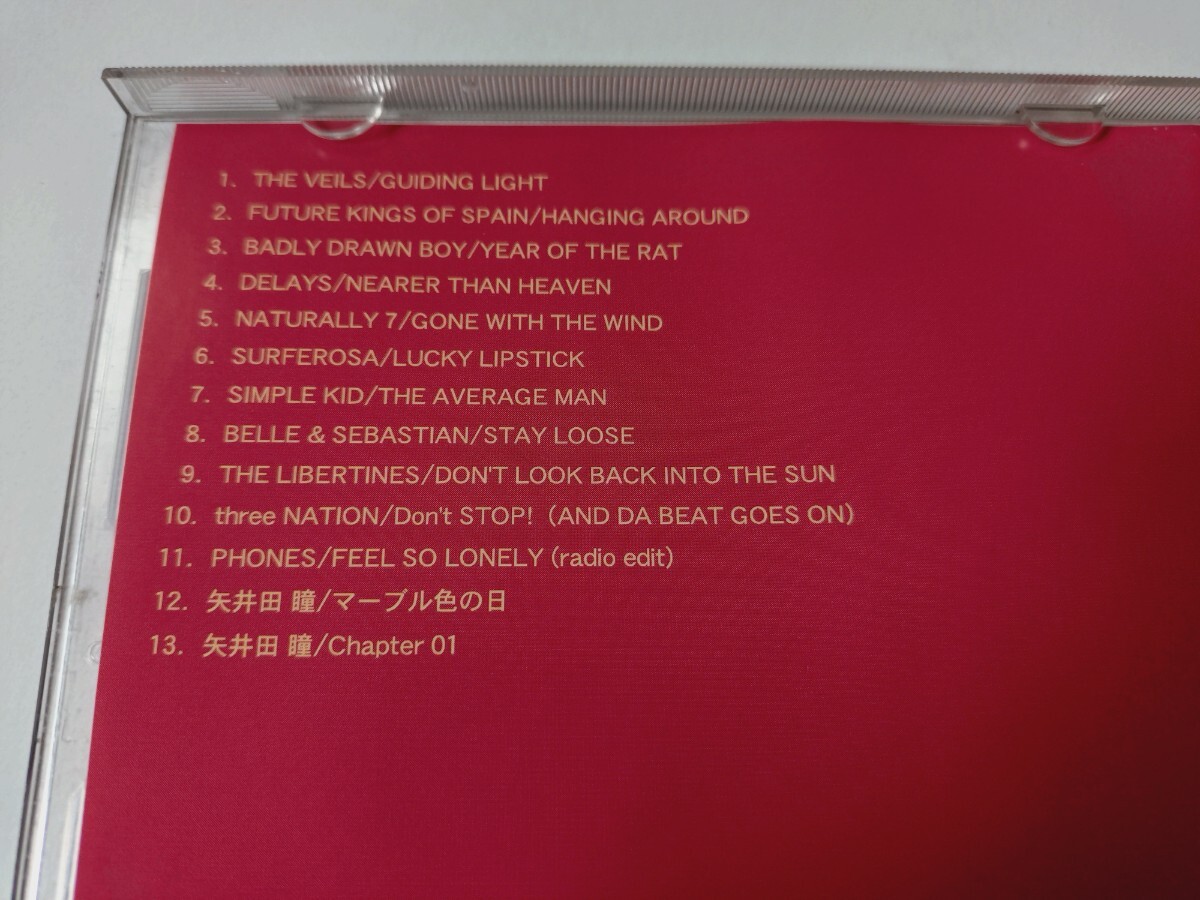 1. THE VEILS/GUIDING LIGHT
2. FUTURE KINGS OF SPAIN/HANGING AROUND
3. BADLY DRAWN BOY/YEAR OF THE RAT
4. DELAYS/NEARER THAN HEAVEN
5. NATURALLY 7/GONE WITH THE WIND
6. SURFEROSA/LUCKY LIPSTICK
7. SIMPLE KID/THE AVERAGE MAN
8. BELLE & SEBASTIAN/STAY LOOSE
9. THE LIBERTINES/DON'T LOOK BACK INTO THE SUN
10. three NATION/Don't STOP! (AND DA BEAT GOES ON)
11. PHONES/FEEL SO LONELY (radio edit)
12. 矢井田 瞳/マーブル色の日
13. 矢井田 瞳/Chapter 01